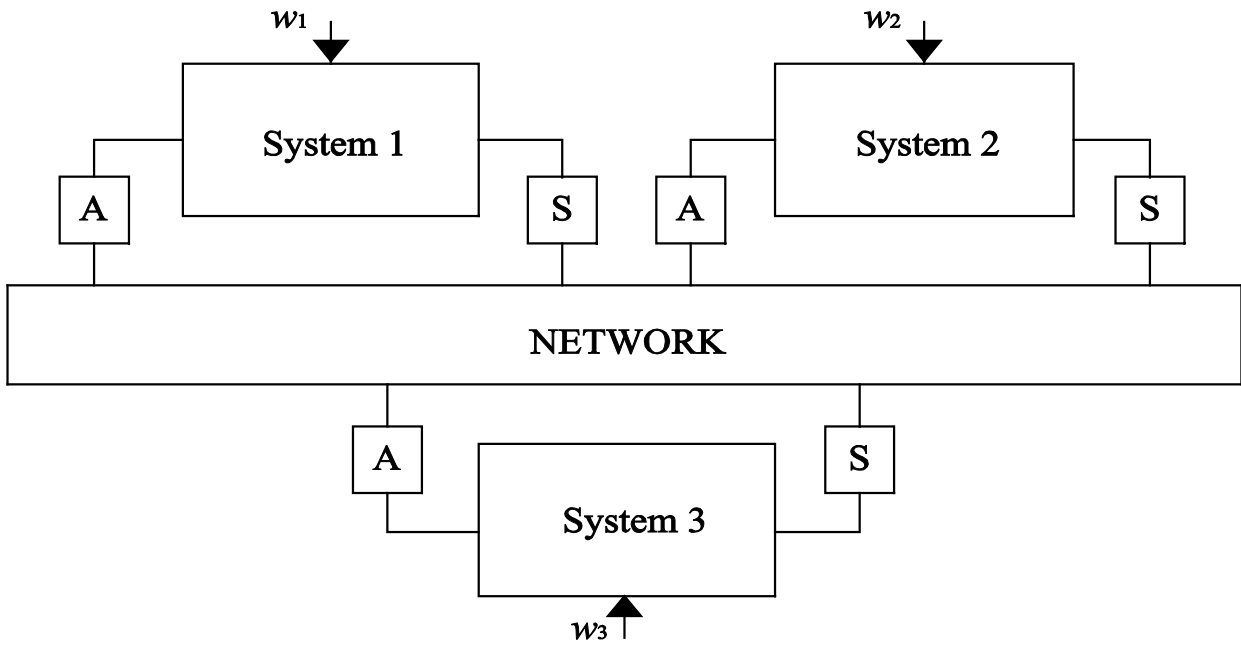 w1
w2
System 1
System 2
A
S
A
S
NETWORK
A
S
System 3
w3